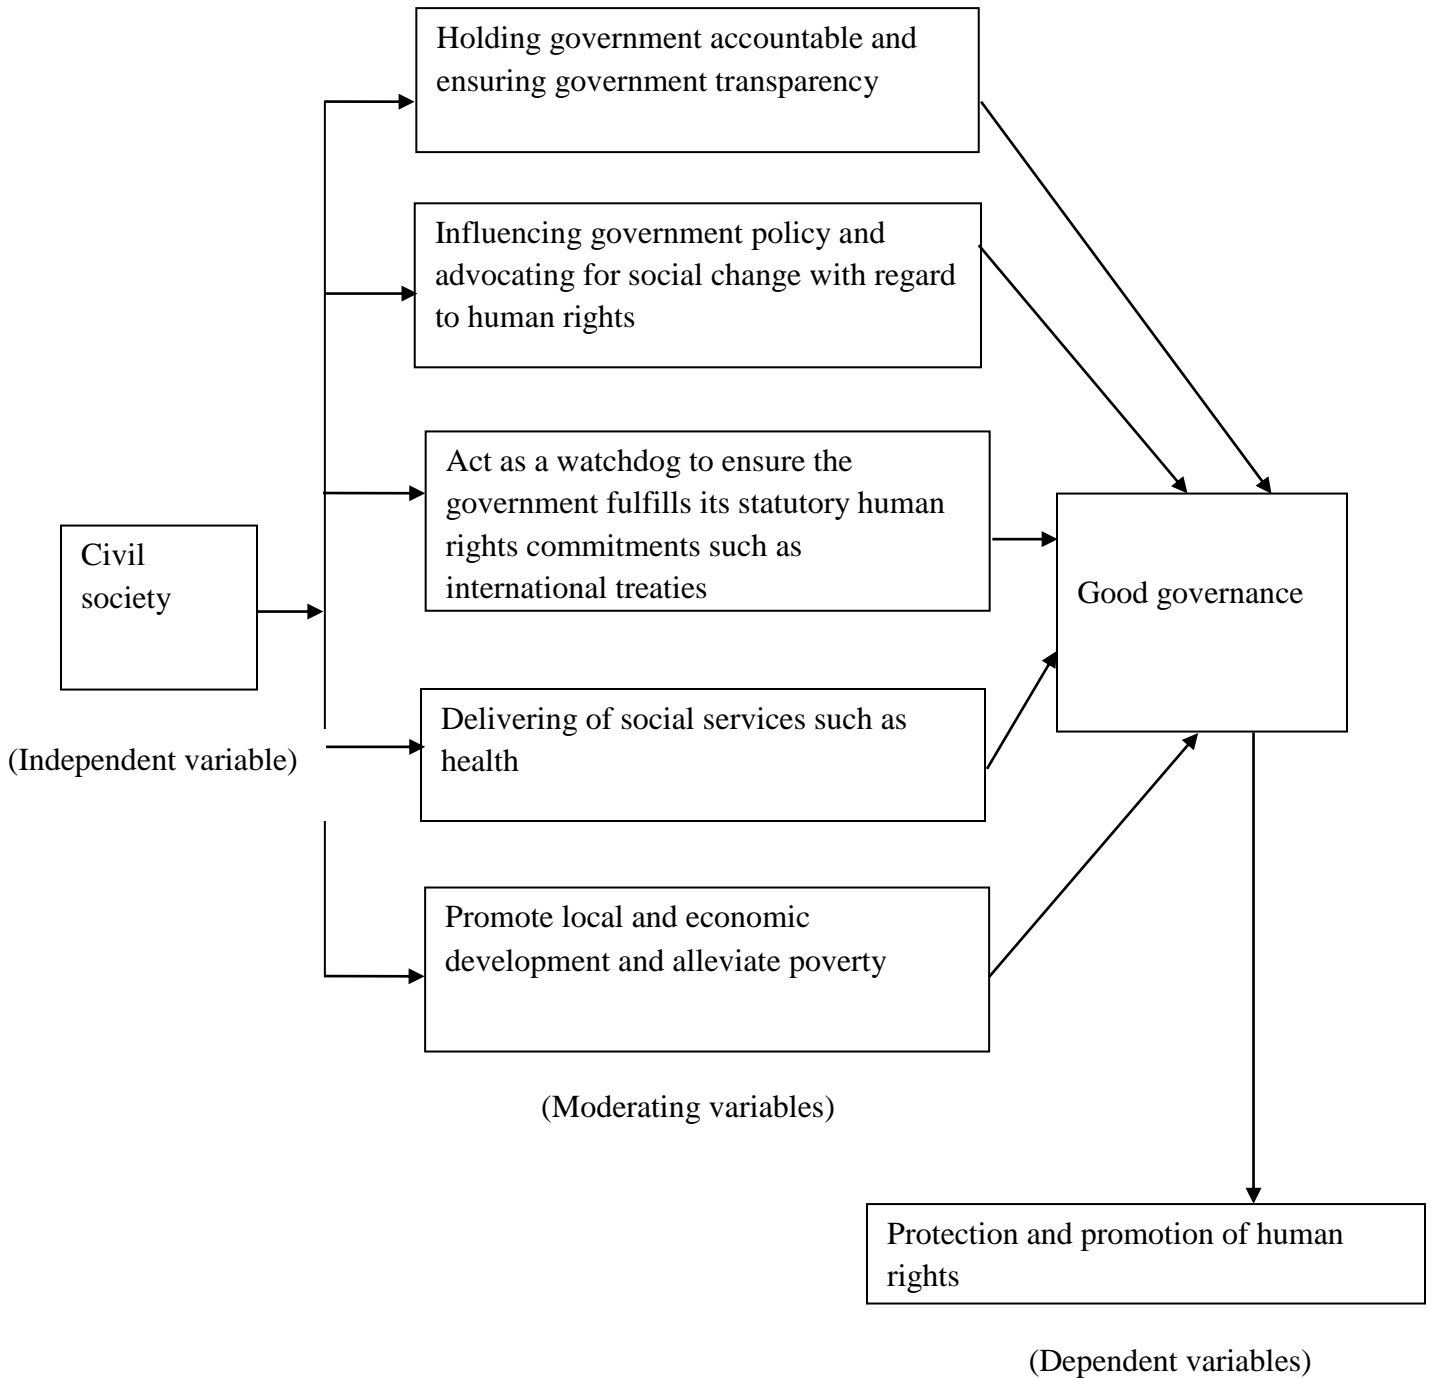 Holding government accountable and
ensuring government transparency
Influencing government policy and
advocating for social change with regard
to human rights
Act as a watchdog to ensure the
government fulfills its statutory human
rights commitments such as
international treaties
Civil
society
Good governance
(Independent variable)
Delivering of social services such as
health
Promote local and economic
development and alleviate poverty
(Moderating variables)
Protection and promotion of human
rights
(Dependent variables)